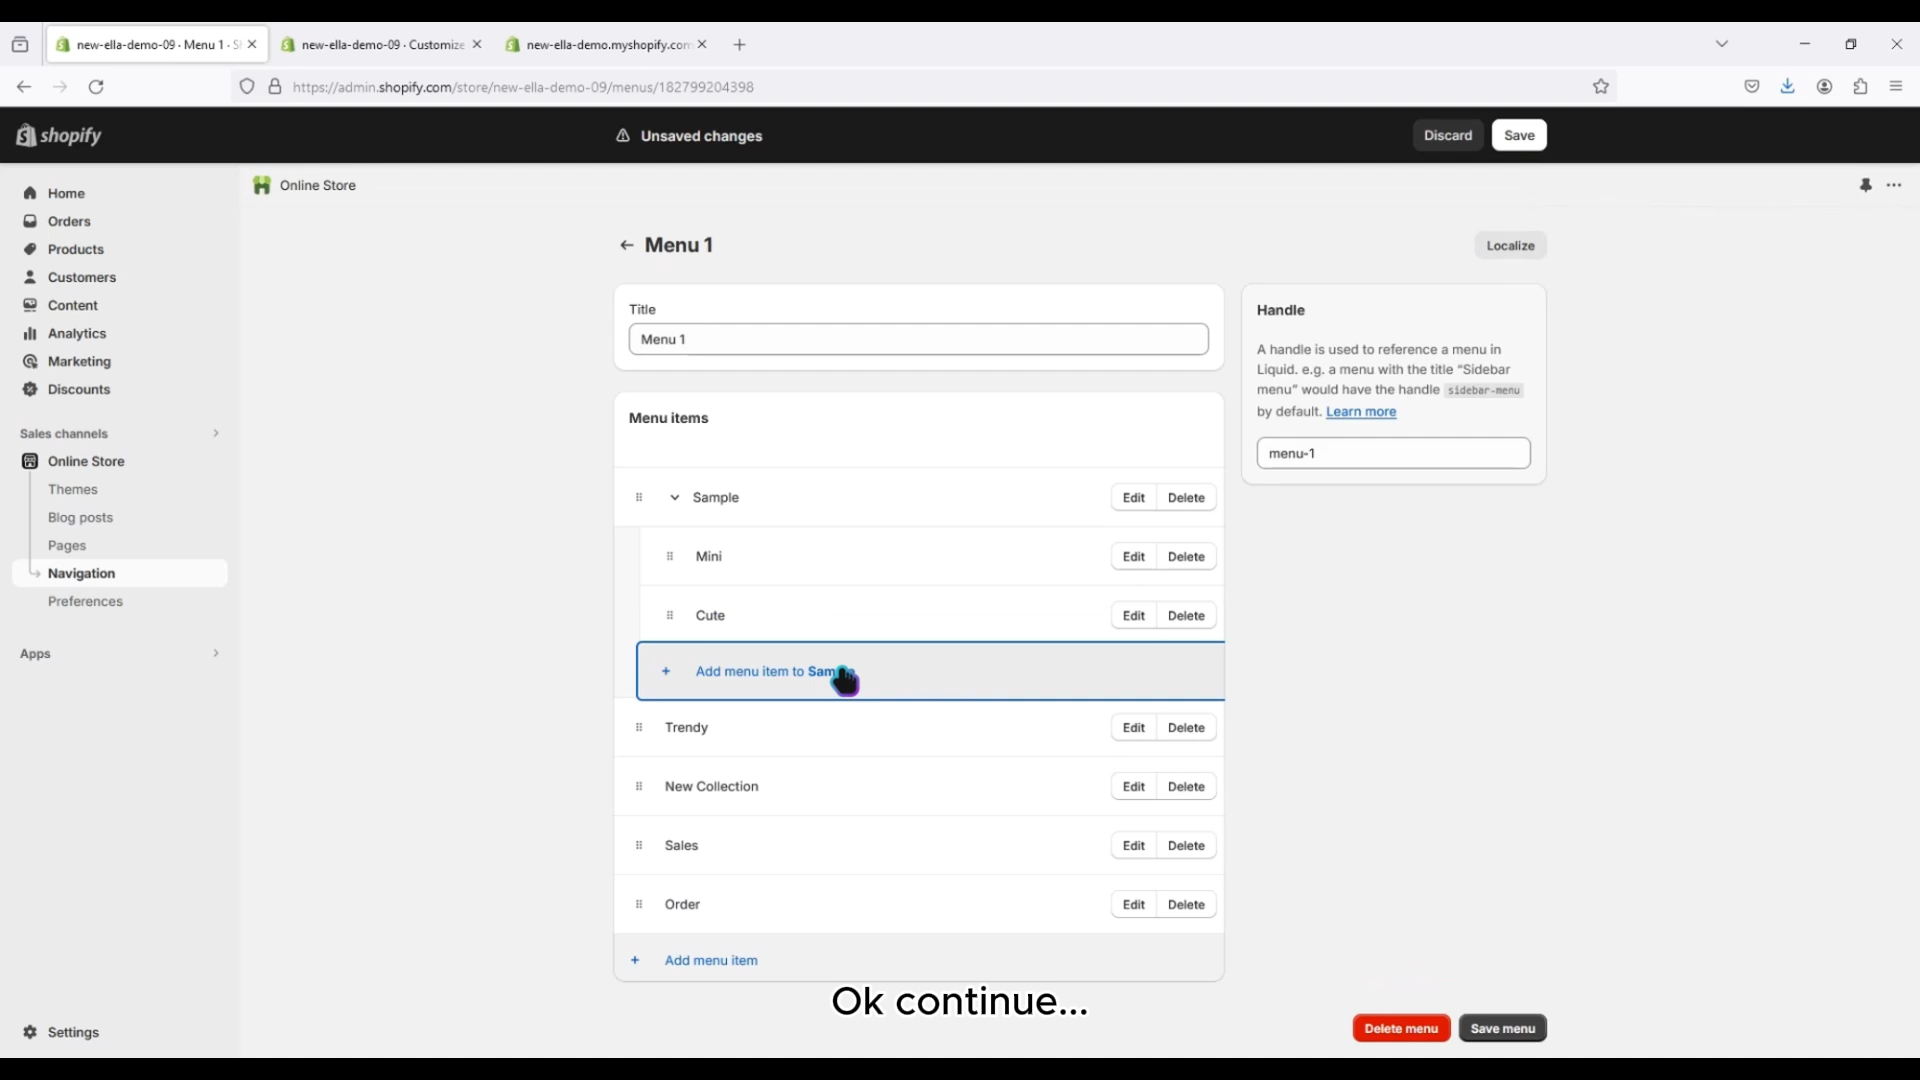 new-ella-demo-09 · Menu 1 · S
new-ella-demo-09 · Customize
new-ella-demo.myshopify.com
https://admin.shopify.com/store/new-ella-demo-09/menus/182799204398
shopify
Unsaved changes
Discard
Save
Home
Orders
Products
Customers
Content
Analytics
Marketing
Discounts
Sales channels
Online Store
Themes
Blog posts
Pages
Navigation
Preferences
Apps
Settings
Online Store
Menu 1
Localize
Title
Menu 1
Menu items
Sample Edit Delete
Mini Edit Delete
Cute Edit Delete
Add menu item to Sam
Trendy Edit Delete
New Collection Edit Delete
Sales Edit Delete
Order Edit Delete
Add menu item
Handle
A handle is used to reference a menu in
Liquid. e.g. a menu with the title “Sidebar
menu” would have the handle sidebar-menu
by default. Learn more
menu-1
Ok continue...
Delete menu
Save menu